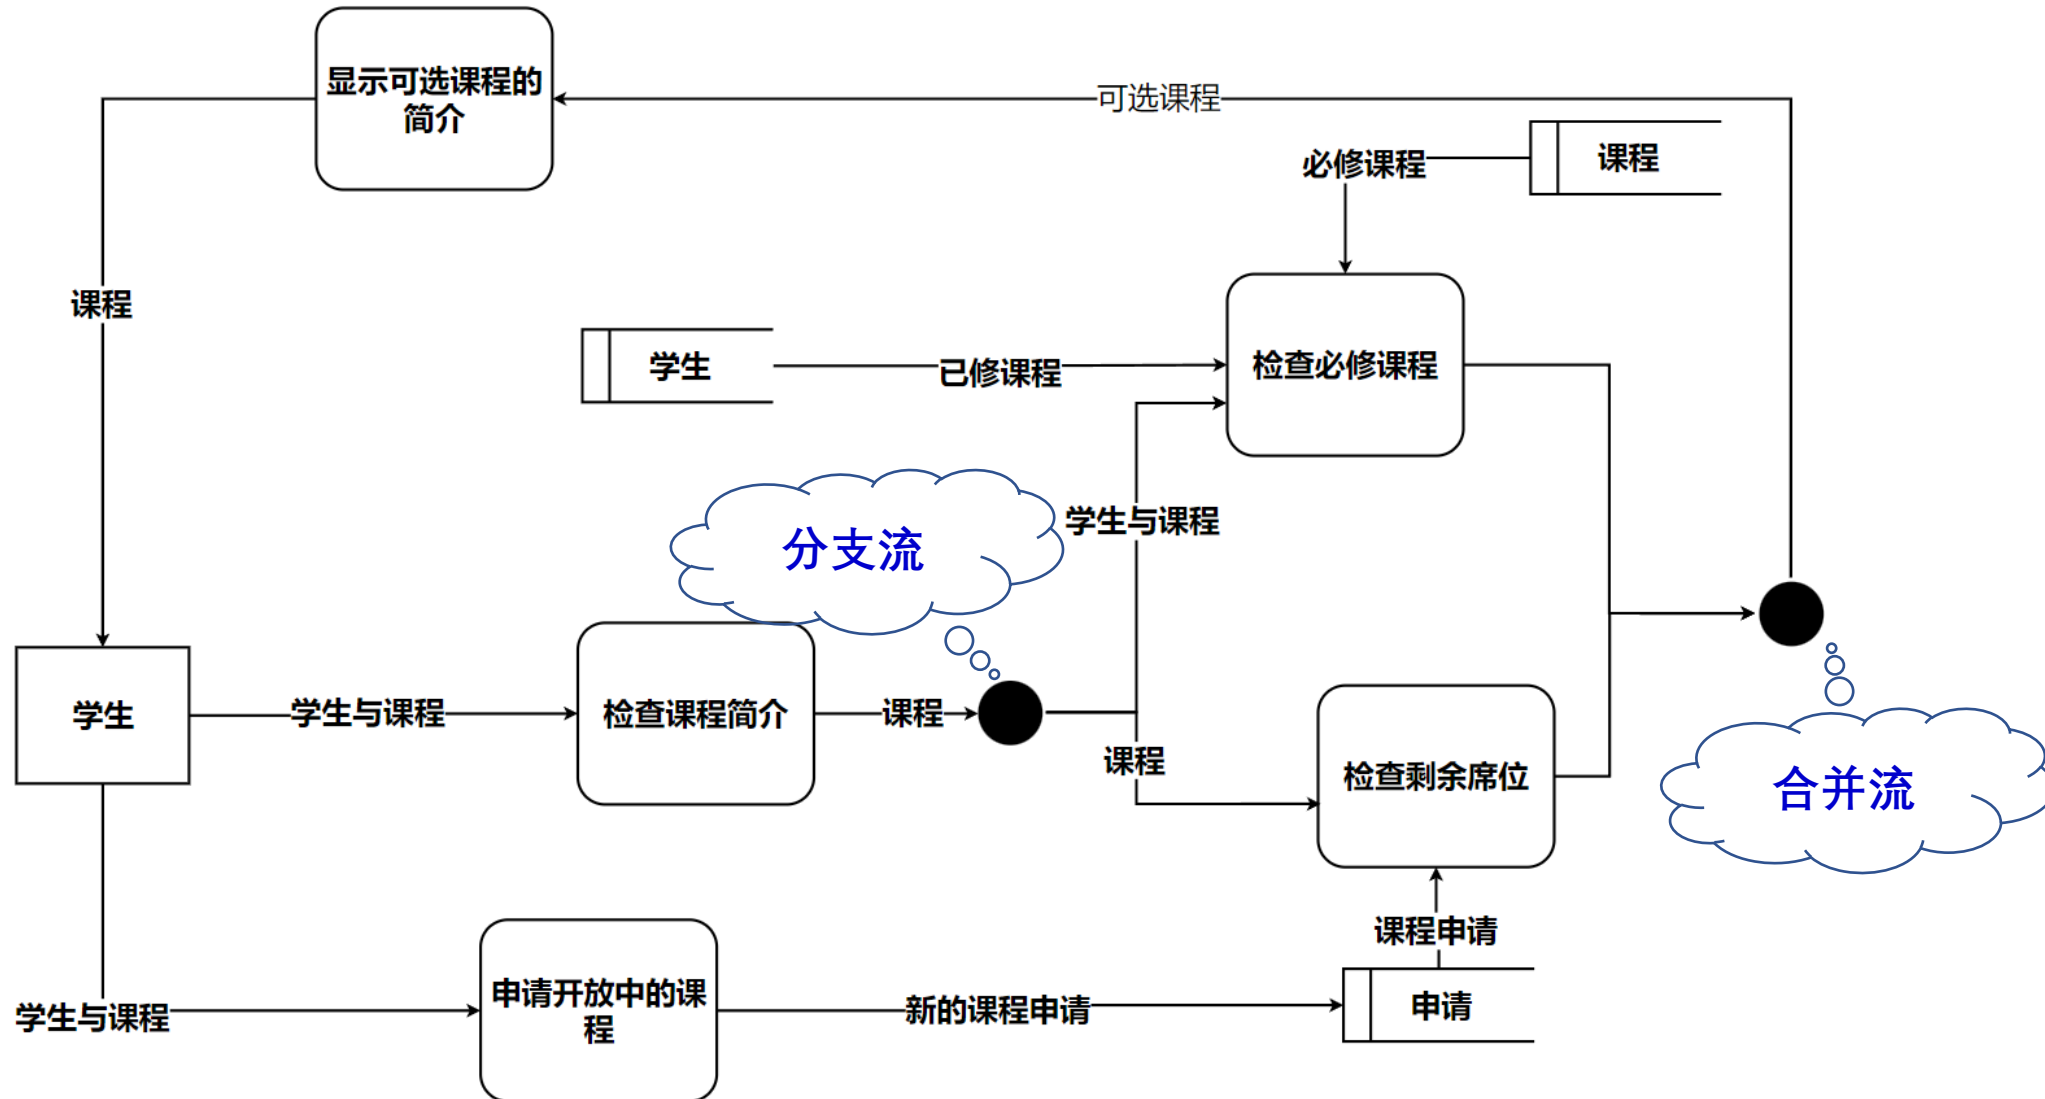 显示可选课程的
简介
可选课程
必修课程
课程
课程
学生
已修课程
检查必修课程
学生与课程
分支流
学生
学生与课程
检查课程简介
课程
课程
检查剩余席位
合并流
课程申请
学生与课程
申请开放中的课
程
新的课程申请
申请